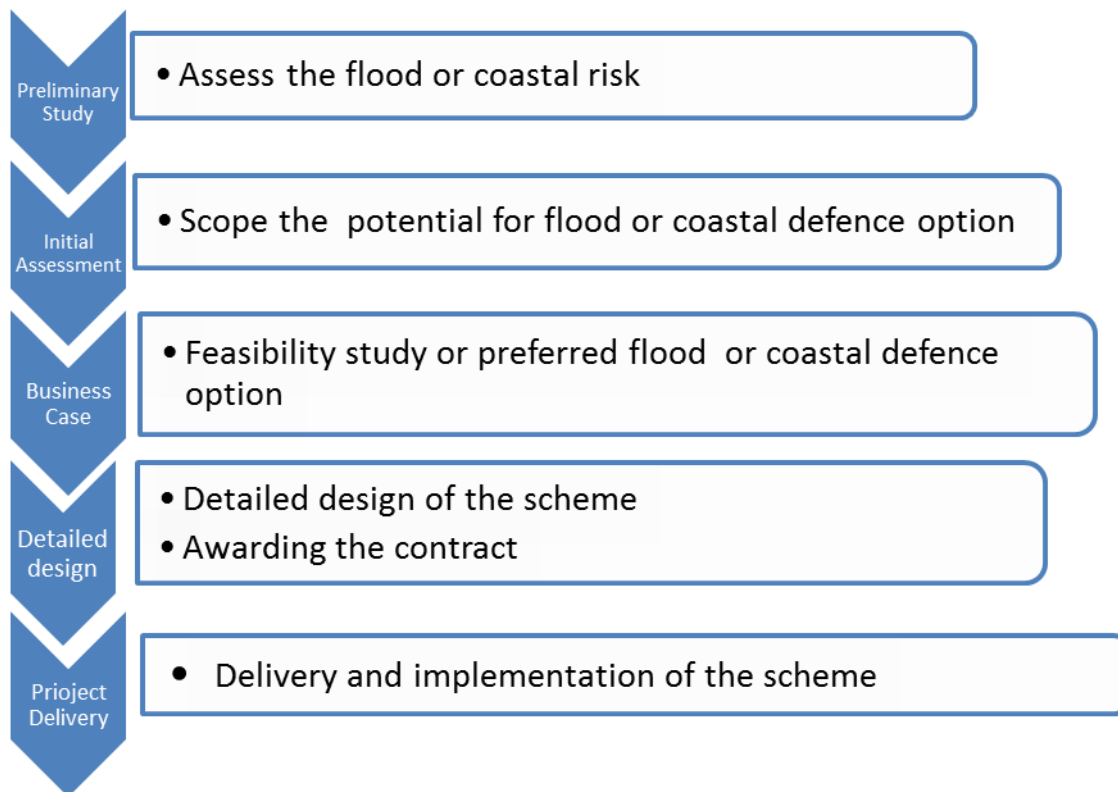 Preliminary
Study
• Assess the flood or coastal risk
Initial
Assessment
• Scope the  potential for flood or coastal defence option
Business
Case
• Feasibility study or preferred flood  or coastal defence
option
Detailed
design
• Detailed design of the scheme
• Awarding the contract
Prioject
Delivery
• Delivery and implementation of the scheme